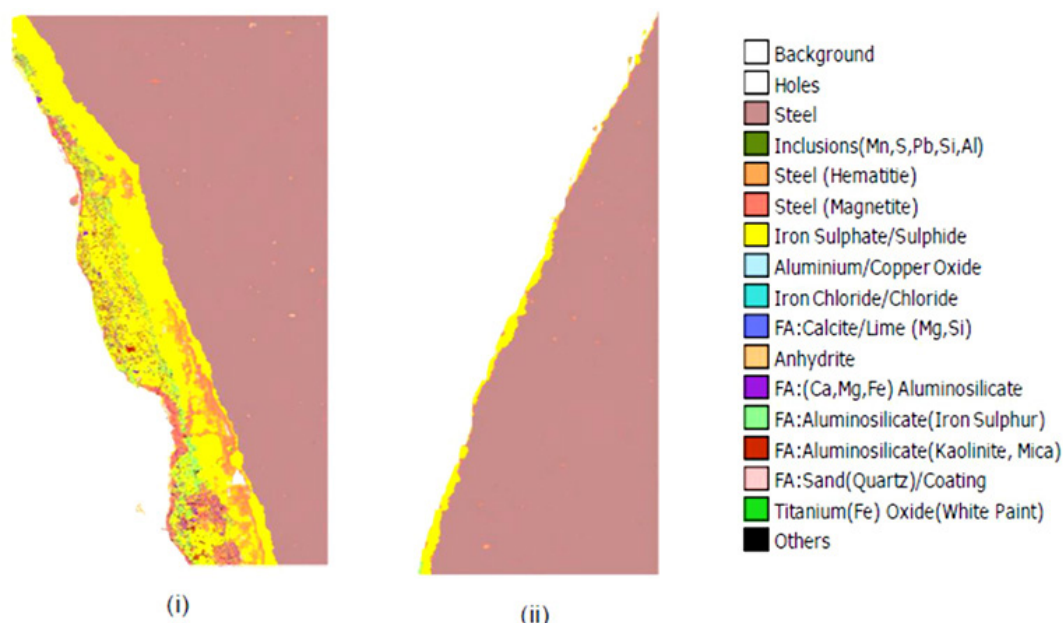 Background
Holes
Steel
Inclusions(Mn,S,Pb,Si,Al)
Steel (Hematitie)
Steel (Magnetite)
Iron Sulphate/Sulphide
Aluminium/Copper Oxide
Iron Chloride/Chloride
FA:Calcite/Lime (Mg,Si)
Anhydrite
FA:(Ca,Mg,Fe) Aluminosilicate
FA:Aluminosilicate(Iron Sulphur)
FA:Aluminosilicate(Kaolinite, Mica)
FA:Sand(Quartz)/Coating
Titanium(Fe) Oxide(White Paint)
Others
(i)
(ii)